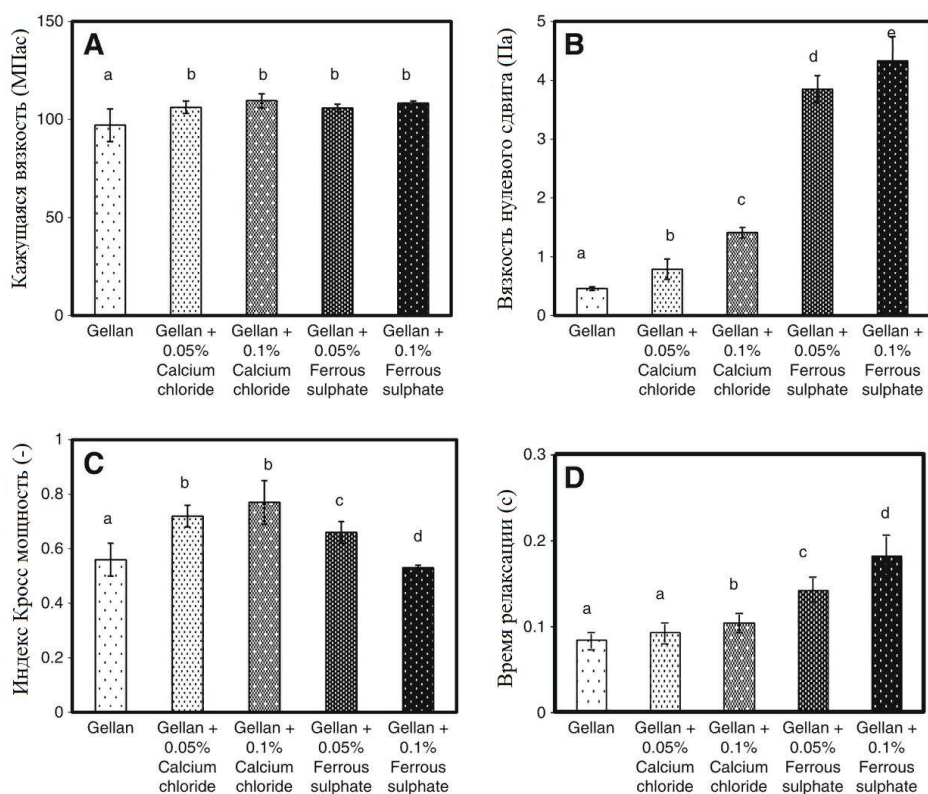 Кажущаяся вязкость (МПас)
150
100
50
0
A
a
b
b
b
b
Gellan
Gellan +
0.05%
Calcium
chloride
Gellan +
0.1%
Calcium
chloride
Gellan +
0.05%
Ferrous
sulphate
Gellan +
0.1%
Ferrous
sulphate
Вязкость нулевого сдвига (Па)
5
4
3
2
1
0
B
a
b
c
d
e
Gellan
Gellan +
0.05%
Calcium
chloride
Gellan +
0.1%
Calcium
chloride
Gellan +
0.05%
Ferrous
sulphate
Gellan +
0.1%
Ferrous
sulphate
Индекс Кросс мощность (-)
1
0.8
0.6
0.4
0.2
0
C
a
b
b
c
d
Gellan
Gellan +
0.05%
Calcium
chloride
Gellan +
0.1%
Calcium
chloride
Gellan +
0.05%
Ferrous
sulphate
Gellan +
0.1%
Ferrous
sulphate
Время релаксации (с)
0.3
0.2
0.1
0
D
a
a
b
c
d
Gellan
Gellan +
0.05%
Calcium
chloride
Gellan +
0.1%
Calcium
chloride
Gellan +
0.05%
Ferrous
sulphate
Gellan +
0.1%
Ferrous
sulphate